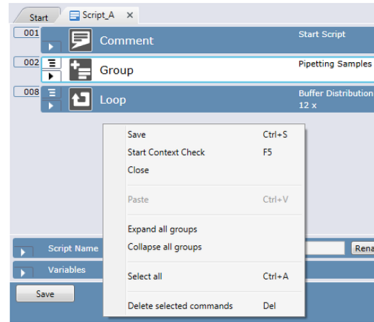 Start Script_A ×
001 Comment Start Script
002 Group Pipetting Samples
008 Loop Buffer Distribution
12 x
Save Ctrl+S
Start Context Check F5
Close
Paste Ctrl+V
Expand all groups
Collapse all groups
Script Name Rena
Select all Ctrl+A
Variables
Save
Delete selected commands Del